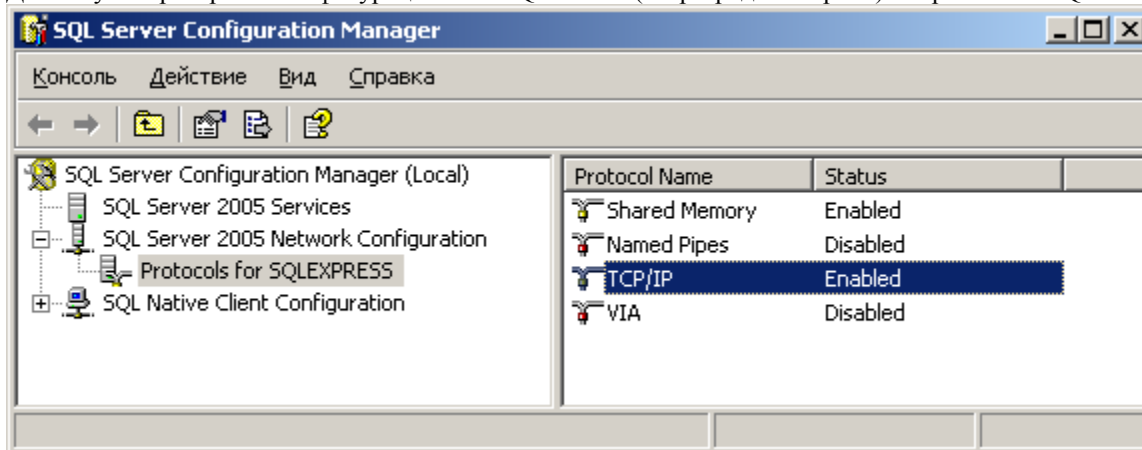 SQL Server Configuration Manager
Консоль Действие Вид Справка
SQL Server Configuration Manager (Local)
SQL Server 2005 Services
SQL Server 2005 Network Configuration
Protocols for SQLEXPRESS
SQL Native Client Configuration
Protocol Name Status
Shared Memory Enabled
Named Pipes Disabled
TCP/IP Enabled
VIA Disabled